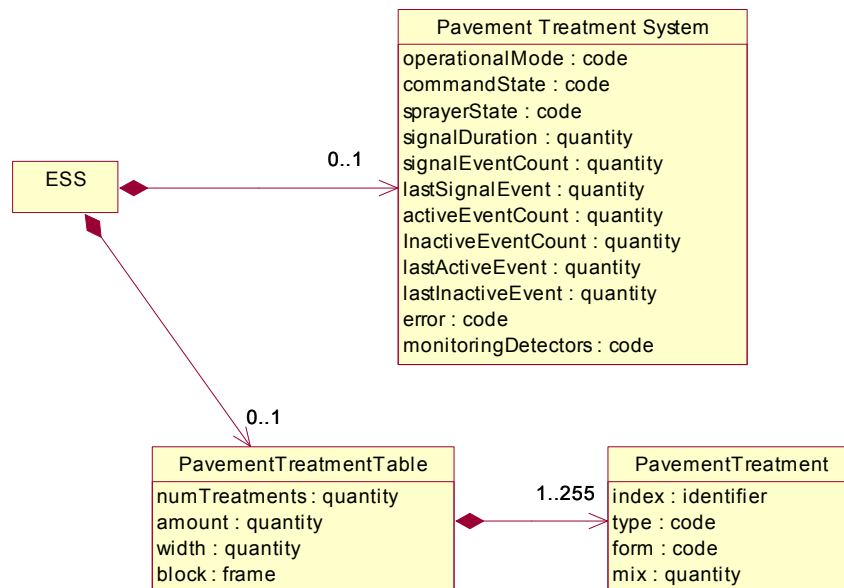 Pavement Treatment System
operationalMode : code
commandState : code
sprayerState : code
signalDuration : quantity
signalEventCount : quantity
lastSignalEvent : quantity
activeEventCount : quantity
InactiveEventCount : quantity
lastActiveEvent : quantity
lastInactiveEvent : quantity
error : code
monitoringDetectors : code
ESS
0..1
0..1
PavementTreatmentTable
numTreatments : quantity
amount : quantity
width : quantity
block : frame
1..255
PavementTreatment
index : identifier
type : code
form : code
mix : quantity